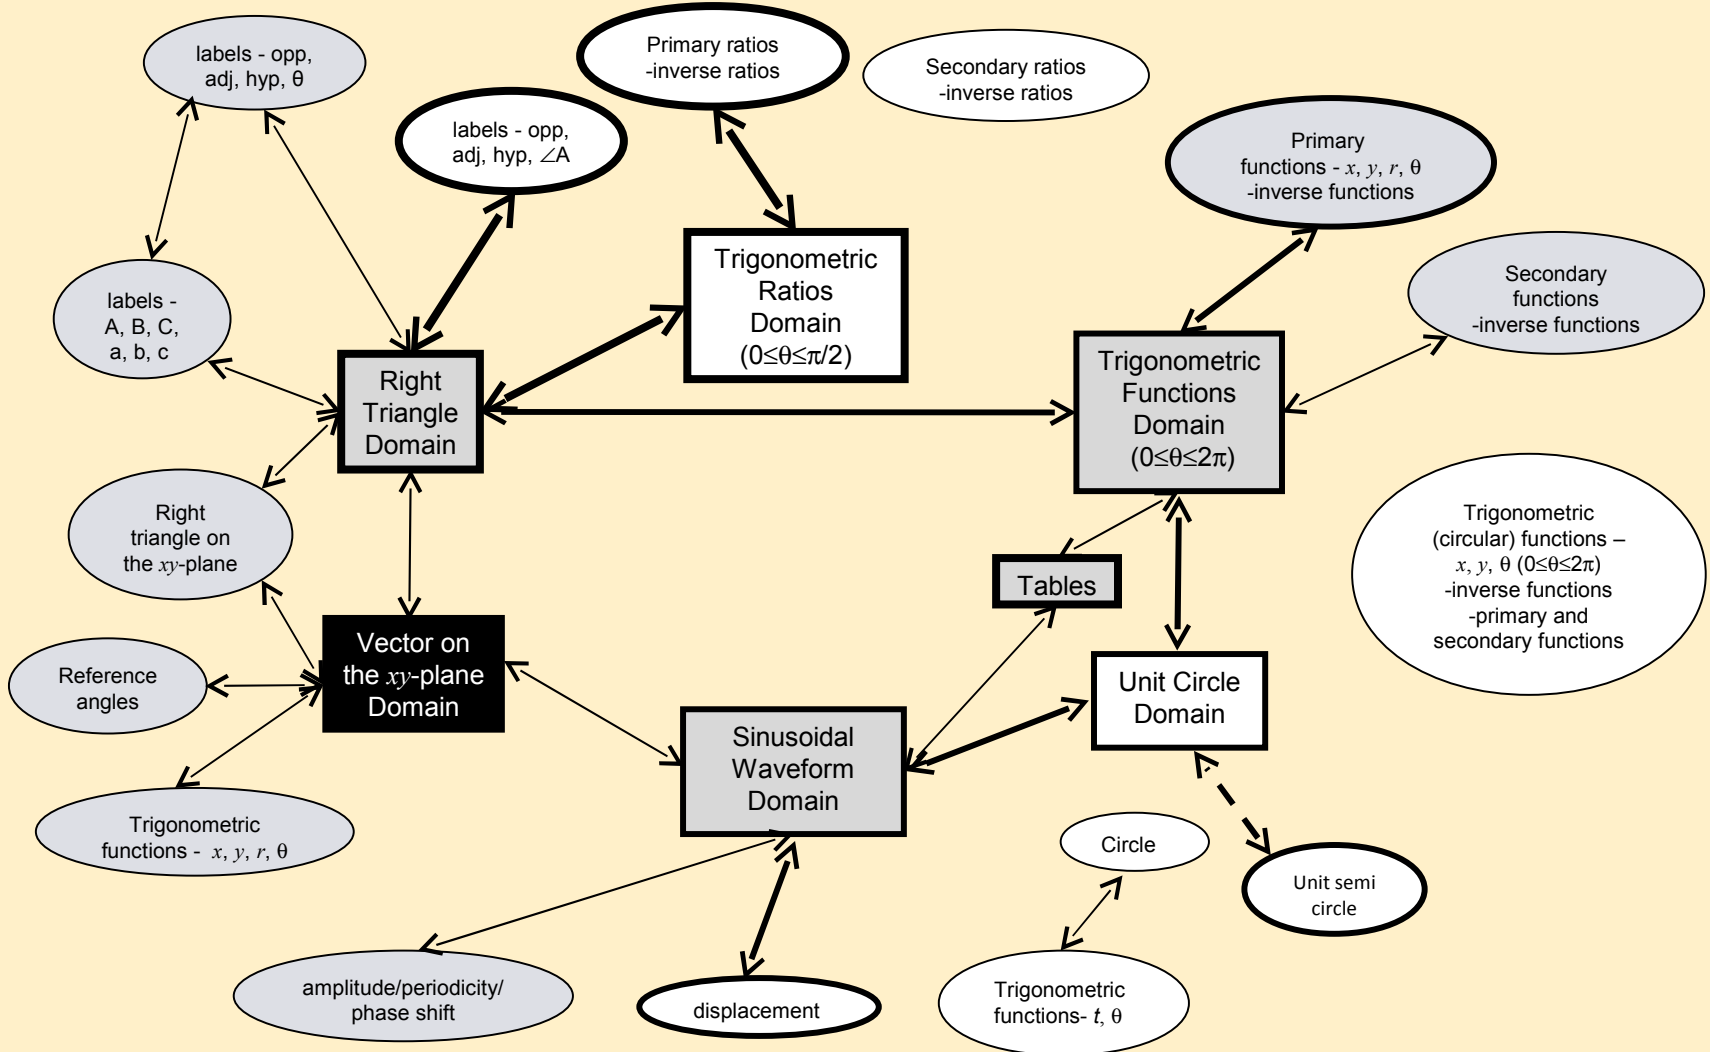 labels - opp,
adj, hyp, θ
Primary ratios
-inverse ratios
Secondary ratios
-inverse ratios
labels - opp,
adj, hyp, ∠A
Primary
functions - x, y, r, θ
-inverse functions
Trigonometric
Ratios
Domain
(0≤θ≤π/2)
Secondary
functions
-inverse functions
labels -
A, B, C,
a, b, c
Right
Triangle
Domain
Trigonometric
Functions
Domain
(0≤θ≤2π)
Right
triangle on
the xy-plane
Trigonometric
(circular) functions –
x, y, θ (0≤θ≤2π)
-inverse functions
-primary and
secondary functions
Tables
Vector on
the xy-plane
Domain
Reference
angles
Unit Circle
Domain
Sinusoidal
Waveform
Domain
Trigonometric
functions - x, y, r, θ
Circle
Unit semi
circle
amplitude/periodicity/
phase shift
displacement
Trigonometric
functions- t, θ